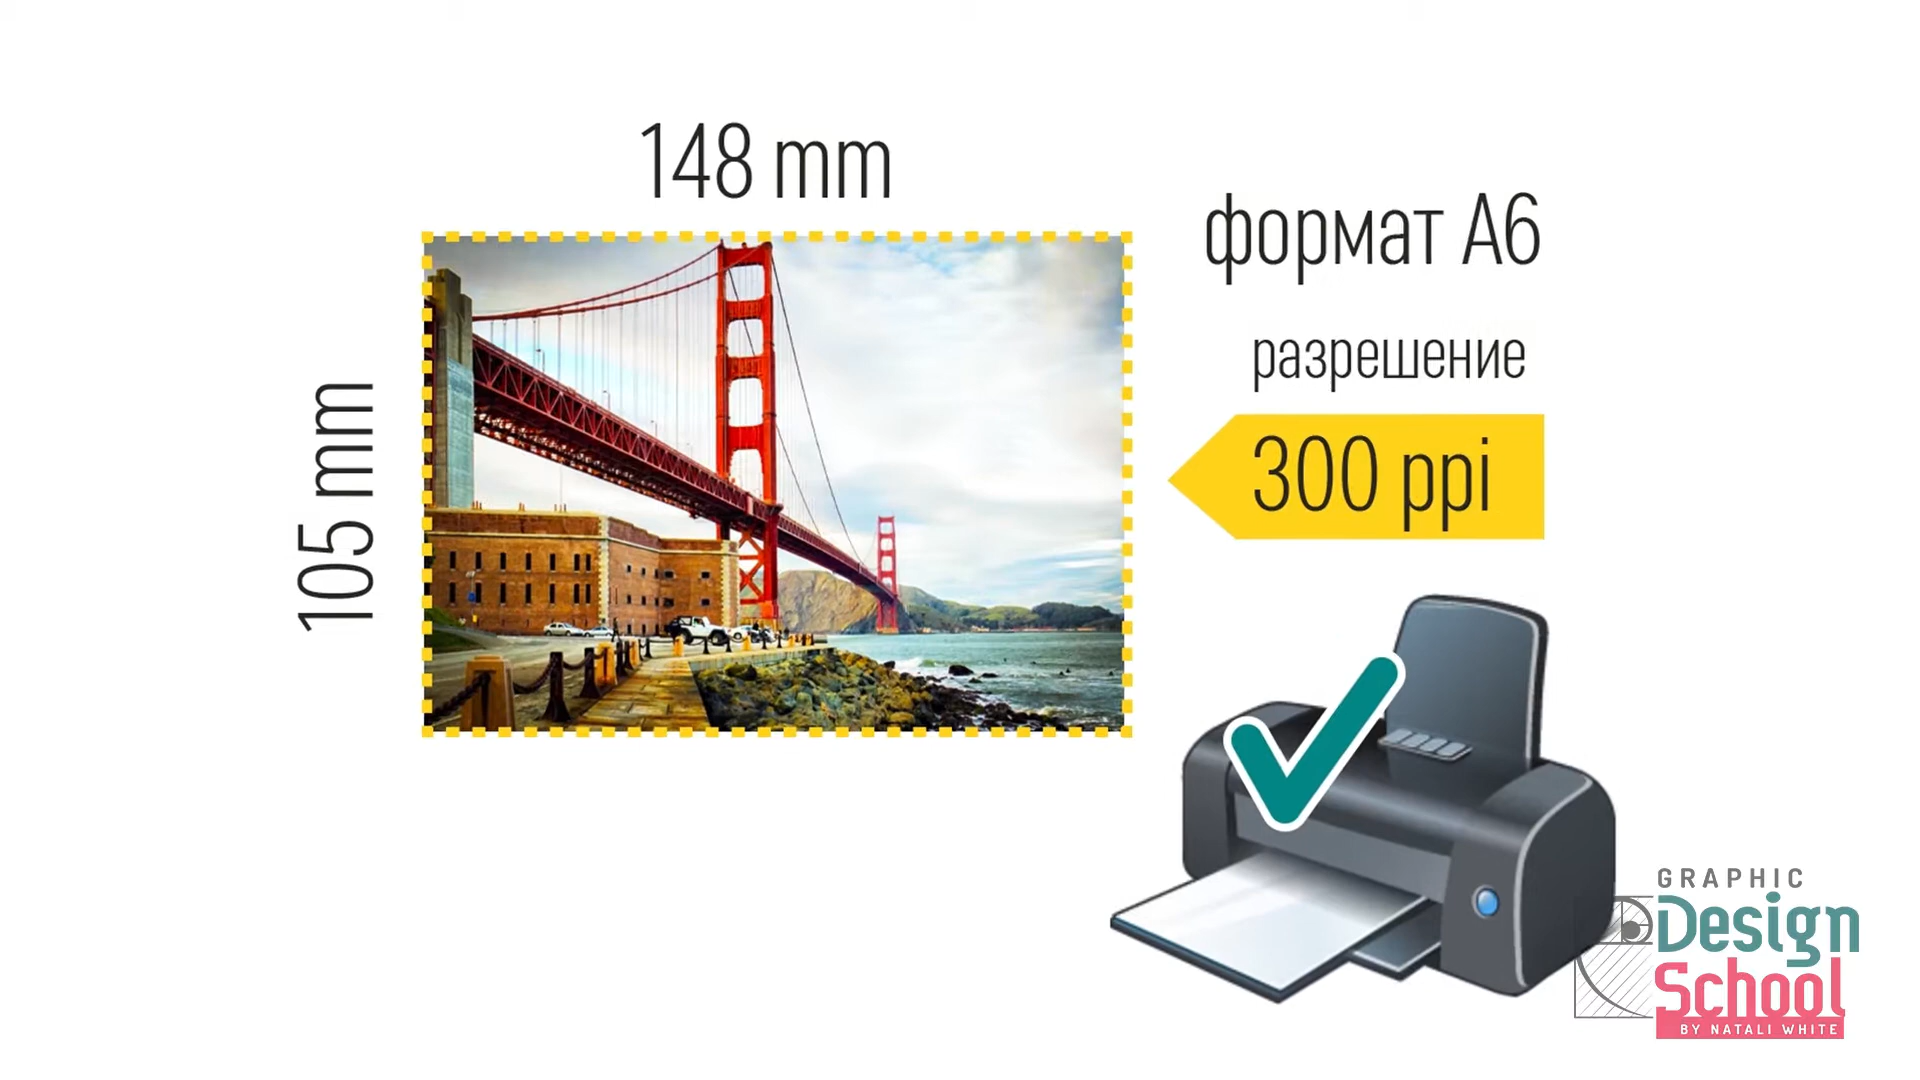 148 mm
105 mm
формат А6
разрешение
300 ppi
GRAPHIC
Design
School
BY NATALI WHITE